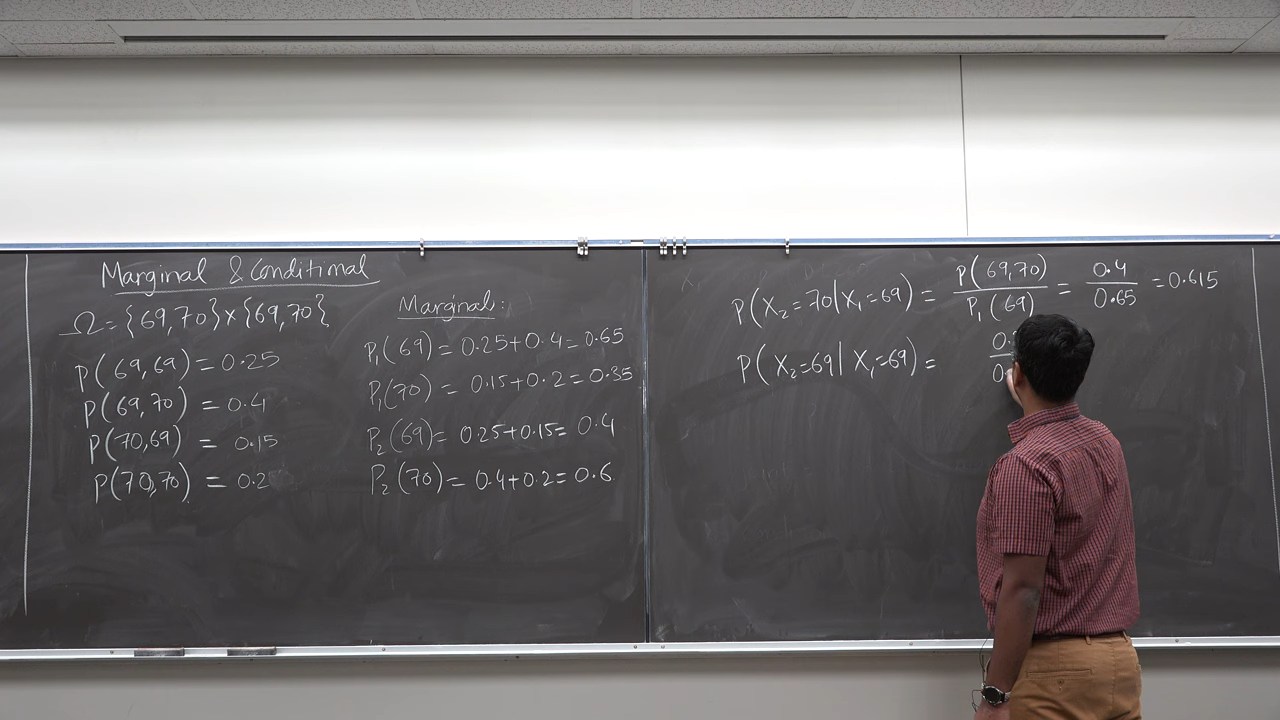 Marginal & Conditional
Ω = {69,70}×{69,70}
P(69,69) = 0.25
P(69,70) = 0.4
P(70,69) = 0.15
P(70,70) = 0.2
Marginal:
P₁(69) = 0.25+0.4=0.65
P₁(70) = 0.15+0.2=0.35
P₂(69) = 0.25+0.15= 0.4
P₂(70) = 0.4+0.2=0.6
P(X₂=70|X₁=69) = P(69,70)/P₁(69) = 0.4/0.65 = 0.615
P(X₂=69|X₁=69) =